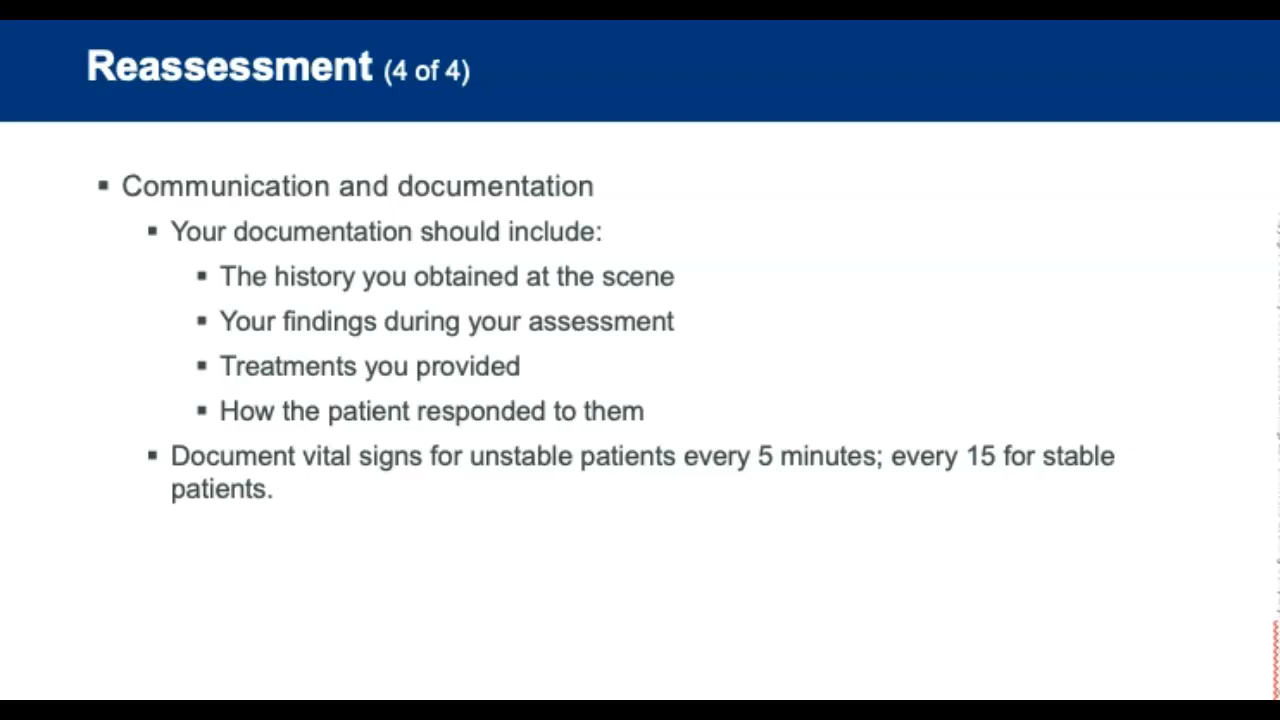 Reassessment (4 of 4)
▪ Communication and documentation
▪ Your documentation should include:
▪ The history you obtained at the scene
▪ Your findings during your assessment
▪ Treatments you provided
▪ How the patient responded to them
▪ Document vital signs for unstable patients every 5 minutes; every 15 for stable
patients.